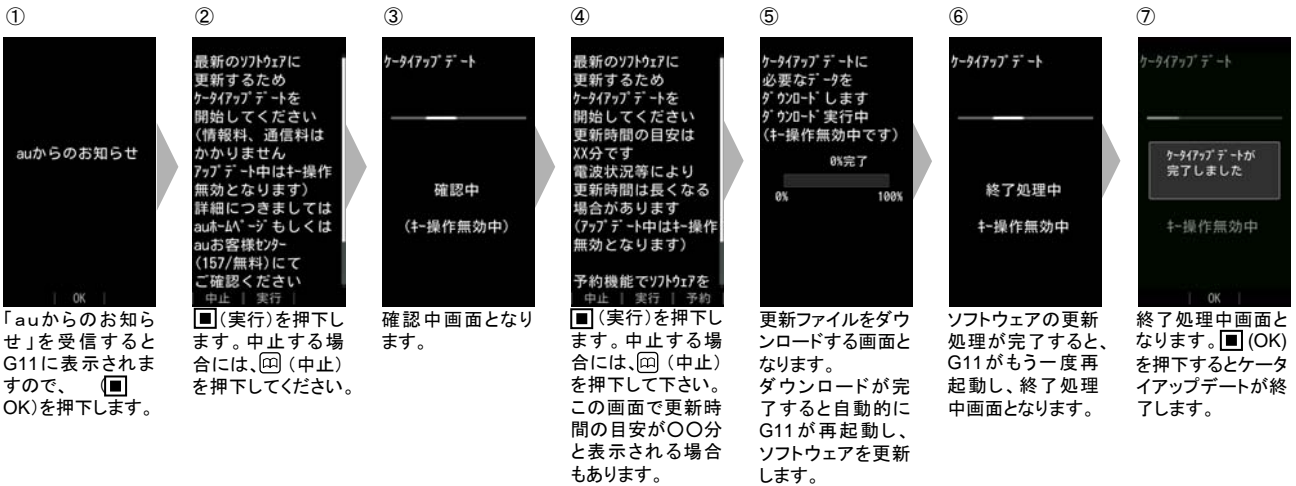 ①
auからのお知らせ
OK
「auからのお知ら
せ」を受信すると
G11に表示されま
すので、 (■
OK)を押下します。
②
最新のソフトウェアに
更新するため
ケータイアップデートを
開始してください
(情報料、通信料は
かかりません
アップデート中はキー操作
無効となります)
詳細につきましては
auホームページもしくは
auお客様センター
(157/無料)にて
ご確認ください
中止 | 実行
■(実行)を押下し
ます。中止する場
合には、(中止)
を押下してください。
③
ケータイアップデート
確認中
(キー操作無効中)
確認中画面となり
ます。
④
最新のソフトウェアに
更新するため
ケータイアップデートを
開始してください
更新時間の目安は
XX分です
電波状況等により
更新時間は長くなる
場合があります
(アップデート中はキー操作
無効となります)
予約機能でソフトウェアを
中止 | 実行 | 予約
■(実行)を押下し
ます。中止する場
合には、(中止)
を押下して下さい。
この画面で更新時
間の目安が〇〇分
と表示される場合
もあります。
⑤
ケータイアップデートに
必要なデータを
ダウンロードします
ダウンロード実行中
(キー操作無効中です)
0%完了
0% 100%
更新ファイルをダウ
ンロードする画面と
なります。
ダウンロードが完
了すると自動的に
G11が再起動し、
ソフトウェアを更新
します。
⑥
ケータイアップデート
終了処理中
キー操作無効中
ソフトウェアの更新
処理が完了すると、
G11がもう一度再
起動し、終了処理
中画面となります。
⑦
ケータイアップデート
ケータイアップデートが
完了しました
キー操作無効中
OK
終了処理中画面と
なります。■(OK)
を押下するとケータ
イアップデートが終
了します。